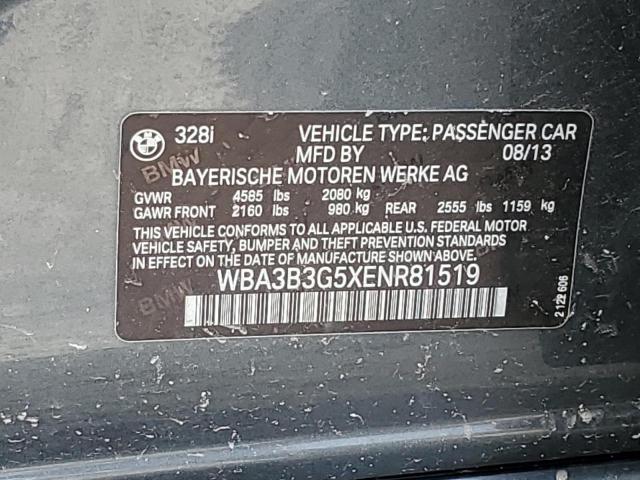 BMW 328i VEHICLE TYPE: PASSENGER CAR
MFD BY 08/13
BAYERISCHE MOTOREN WERKE AG
GVWR 4585 lbs 2080 kg
GAWR FRONT 2160 lbs 980 kg REAR 2555 lbs 1159 kg
THIS VEHICLE CONFORMS TO ALL APPLICABLE U.S. FEDERAL MOTOR
VEHICLE SAFETY, BUMPER, AND THEFT PREVENTION STANDARDS
IN EFFECT ON THE DATE OF MANUFACTURE SHOWN ABOVE.
WBA3B3G5XENR81519
2 122 606
BMW
BMW